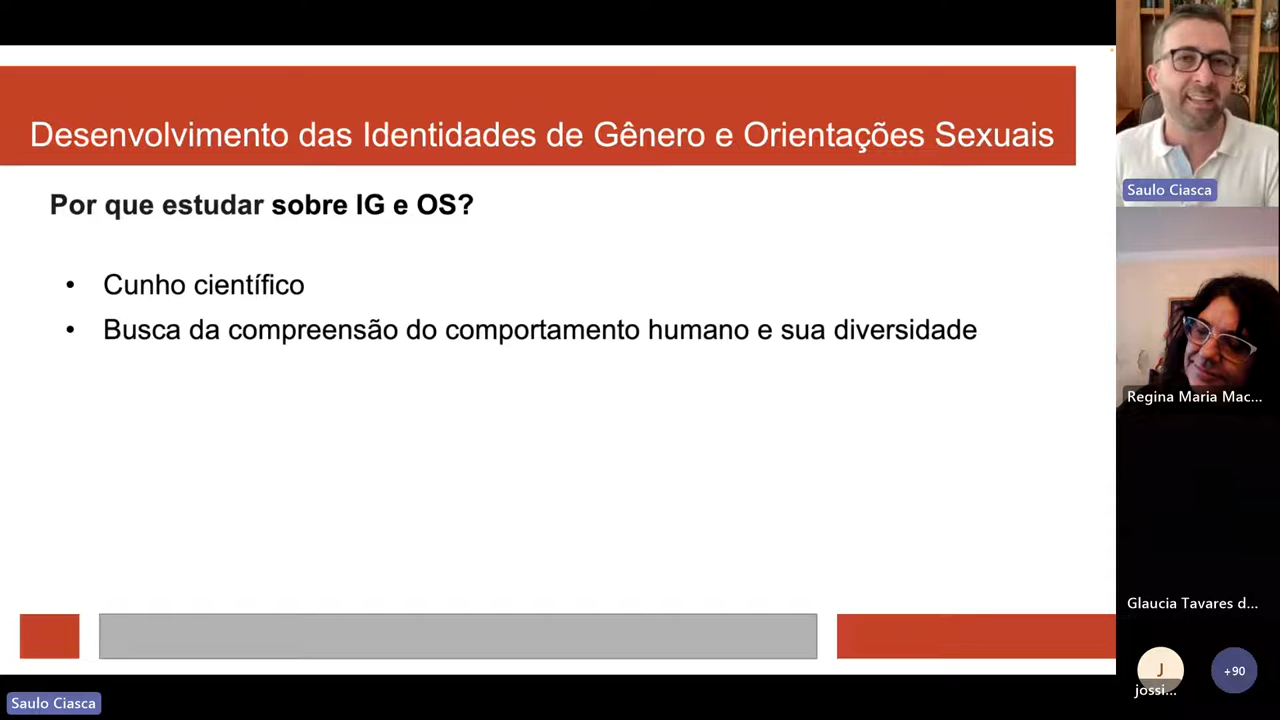 Desenvolvimento das Identidades de Gênero e Orientações Sexuais
Por que estudar sobre IG e OS?
• Cunho científico
• Busca da compreensão do comportamento humano e sua diversidade
Saulo Ciasca
Regina Maria Mac...
Glaucia Tavares d...
J
jossi...
+90
Saulo Ciasca